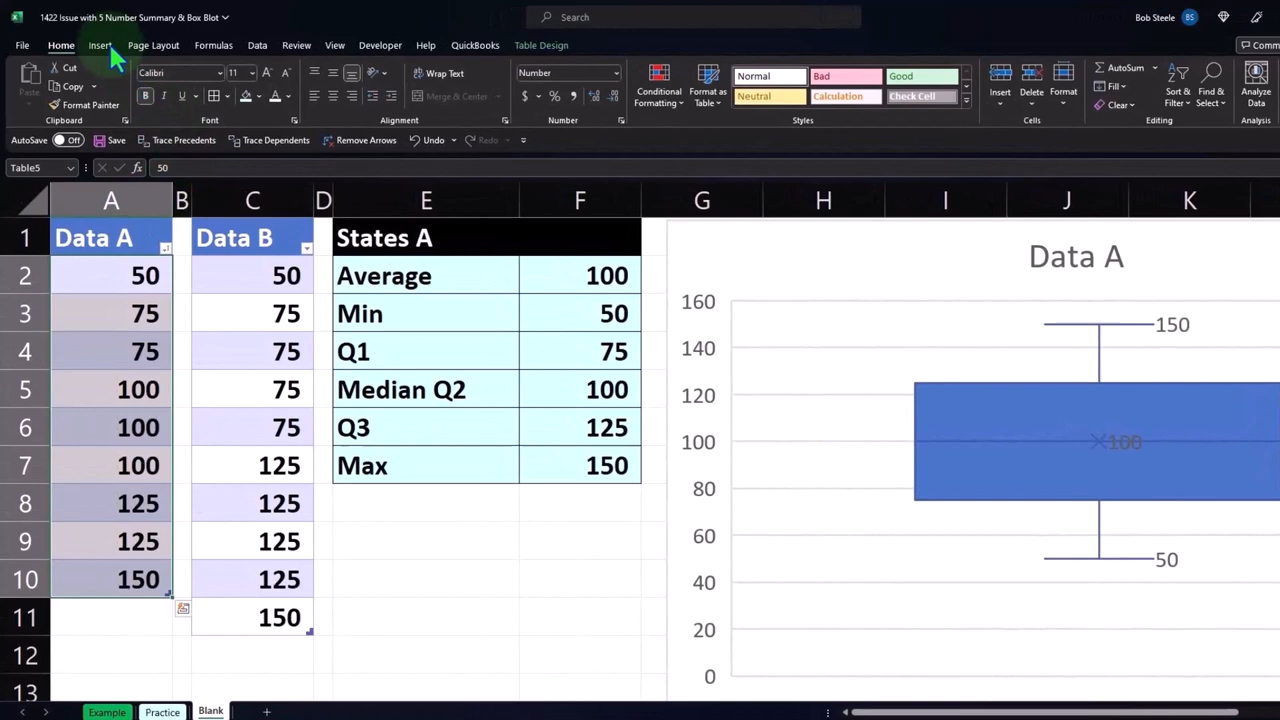 1422 Issue with 5 Number Summary & Box Blot
Search
Bob Steele BS
File Home Insert Page Layout Formulas Data Review View Developer Help QuickBooks Table Design Comm
Paste Cut Copy Format Painter Clipboard
Calibri 11 B I U A Font
Wrap Text Merge & Center Alignment
Number $ % , Number
Conditional Formatting Format as Table
Normal Bad Good
Neutral Calculation Check Cell
Styles
Insert Delete Format Cells
AutoSum Fill Clear Sort & Filter Find & Select Editing
Analyze Data Analysis
AutoSave Off Save Trace Precedents Trace Dependents Remove Arrows Undo Redo
Table5 fx 50
A B C D E F G H I J K
1 Data A Data B States A
2 50 50 Average 100
3 75 75 Min 50
4 75 75 Q1 75
5 100 75 Median Q2 100
6 100 75 Q3 125
7 100 125 Max 150
8 125 125
9 125 125
10 150 125
11 150
12
13
Data A
160
150
140
120
100 100
80
60
50
40
20
0
Example Practice Blank +